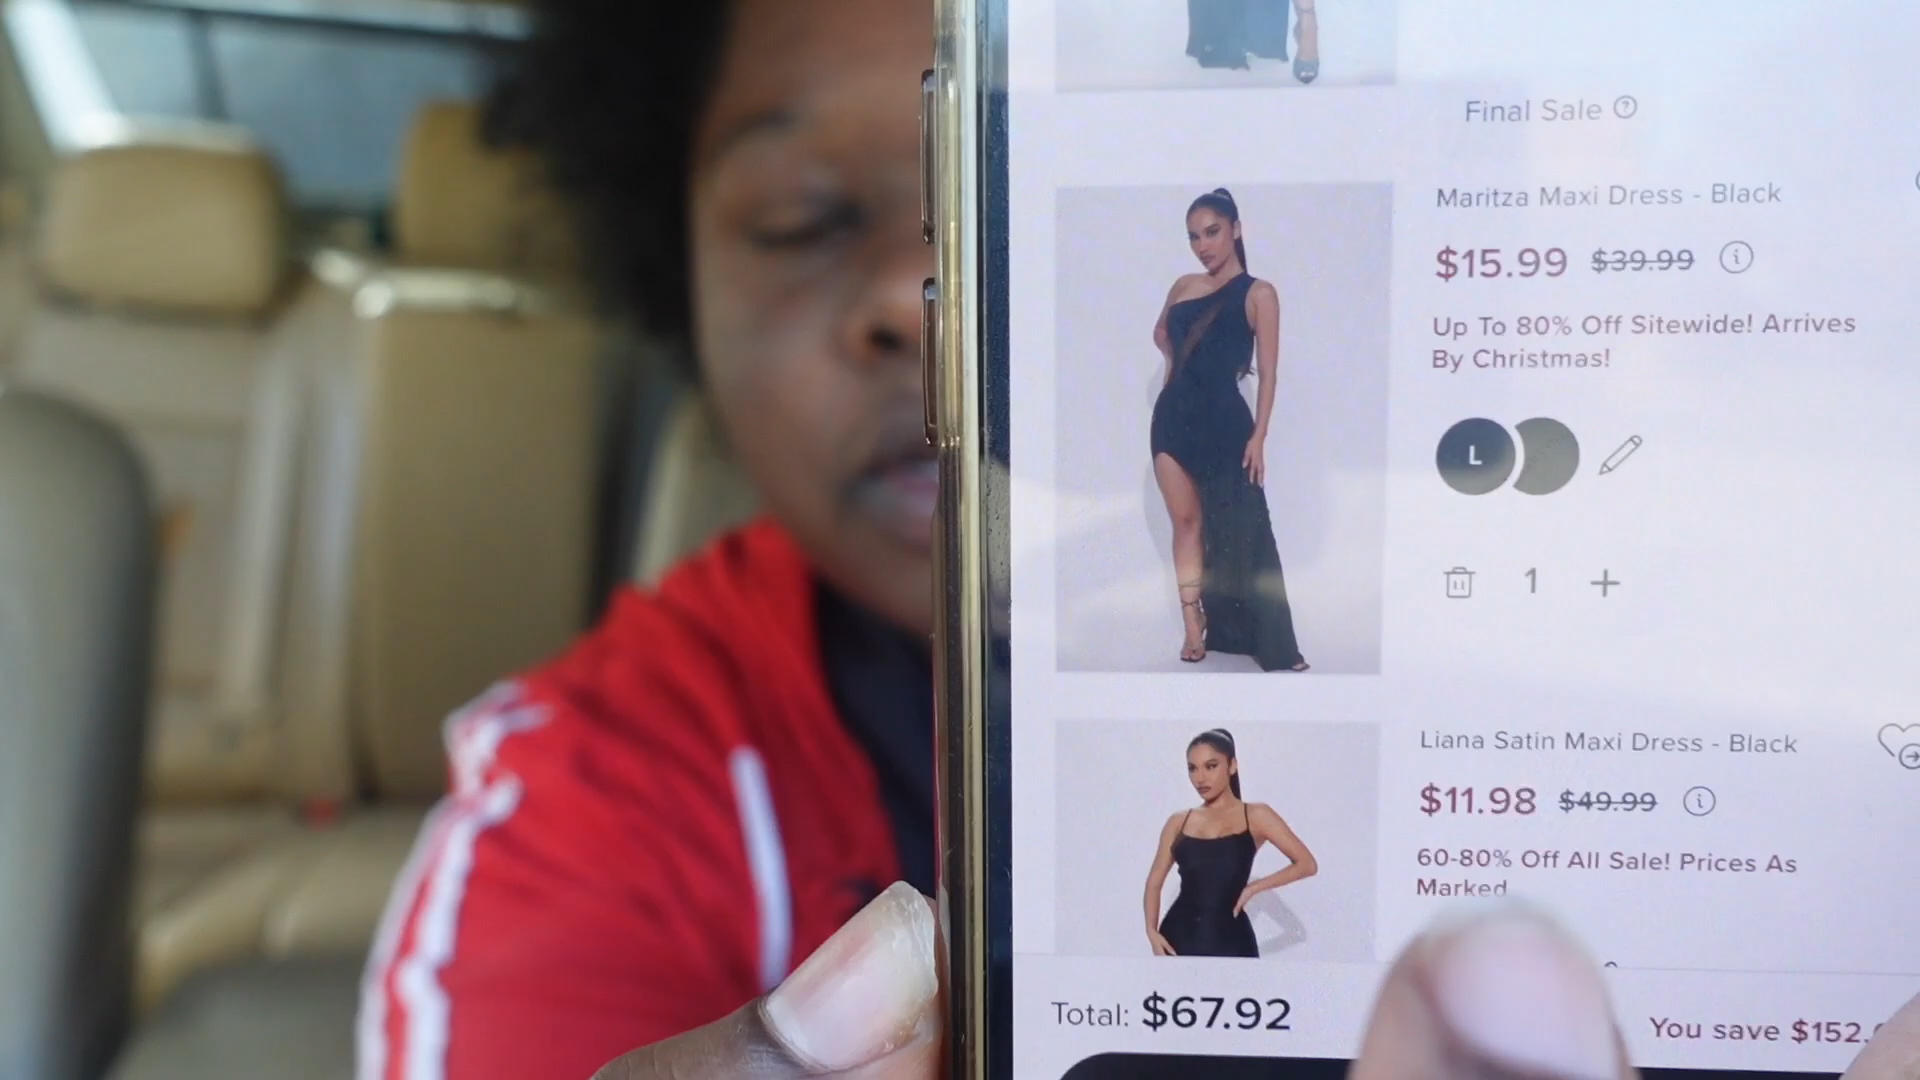 Final Sale
Maritza Maxi Dress - Black
$15.99 $39.99
Up To 80% Off Sitewide! Arrives
By Christmas!
L
1
Liana Satin Maxi Dress - Black
$11.98 $49.99
60-80% Off All Sale! Prices As
Marked
Total: $67.92
You save $152.